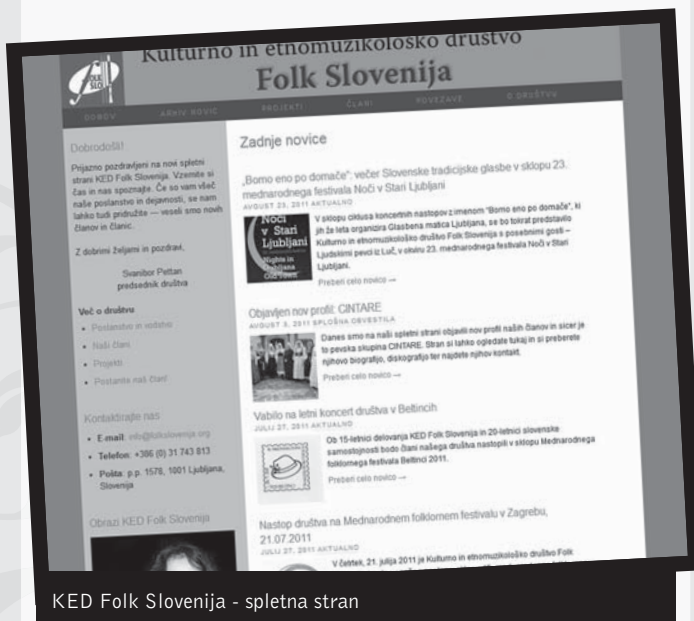 Kulturno in etnomuzikološko društvo
Folk Slovenija
DOMOV ARHIV NOVIC PROJEKTI ČLANI POVEZAVE O DRUŠTVU
Dobrodošli!
Prijazno pozdravljeni na novi spletni
strani KED Folk Slovenija. Vzemite si
čas in nas spoznajte. Če so vam všeč
naše poslanstvo in dejavnosti, se nam
lahko tudi pridružite — veseli smo novih
članov in članic.
Z dobrimi željami in pozdravi,
Svanibor Pettan
predsednik društva
Več o društvu
Poslanstvo in vodstvo
Naši člani
Projekti
Postanite naš član!
Kontaktirajte nas
E-mail: info@folkslovenija.org
Telefon: +386 (0) 31 743 813
Pošta: p.p. 1578, 1001 Ljubljana,
Slovenija
Obrazi KED Folk Slovenija
Zadnje novice
„Bomo eno po domače“: večer Slovenske tradicijske glasbe v sklopu 23.
mednarodnega festivala Noči v Stari Ljubljani
AVGUST 23, 2011 AKTUALNO
Noči
v Stari
Ljubljani
Nights in
Ljubljana
Old Town
V sklopu ciklusa koncertnih nastopov z imenom “Bomo eno po domače”, ki
jih že leta organizira Glasbena matica Ljubljana, se bo tokrat predstavilo
Kulturno in etnomuzikološko društvo Folk Slovenija s posebnimi gosti –
Ljudskimi pevci iz Luč, v okviru 23. mednarodnega festivala Noči v Stari
Ljubljani.
Preberi celo novico →
Objavljen nov profil: CINTARE
AVGUST 3, 2011 SPLOŠNA OBVESTILA
Danes smo na naši spletni strani objavili nov profil naših članov in sicer je
to pevska skupina CINTARE. Stran si lahko ogledate tukaj in si preberete
njihovo biografijo, diskografijo ter najdete njihov kontakt.
Preberi celo novico →
Vabilo na letni koncert društva v Beltincih
JULIJ 27, 2011 AKTUALNO
Ob 15-letnici delovanja KED Folk Slovenija in 20-letnici slovenske
samostojnosti bodo člani našega društva nastopili v sklopu Mednarodnega
folklornega festivala Beltinci 2011.
Preberi celo novico →
Nastop društva na Mednarodnem folklornem festivalu v Zagrebu,
21.07.2011
JULIJ 27, 2011 AKTUALNO
V četrtek, 21. julija 2011 je Kulturno in etnomuzikološko društvo Folk
KED Folk Slovenija - spletna stran